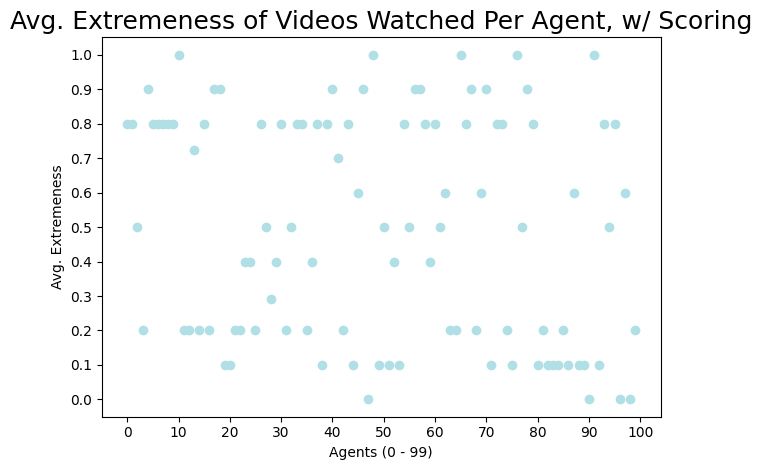 Avg. Extremeness of Videos Watched Per Agent, w/ Scoring
1.0
0.9
0.8
0.7
0.6
0.5
0.4
0.3
0.2
0.1
0.0
Avg. Extremeness
0 10 20 30 40 50 60 70 80 90 100
Agents (0 - 99)